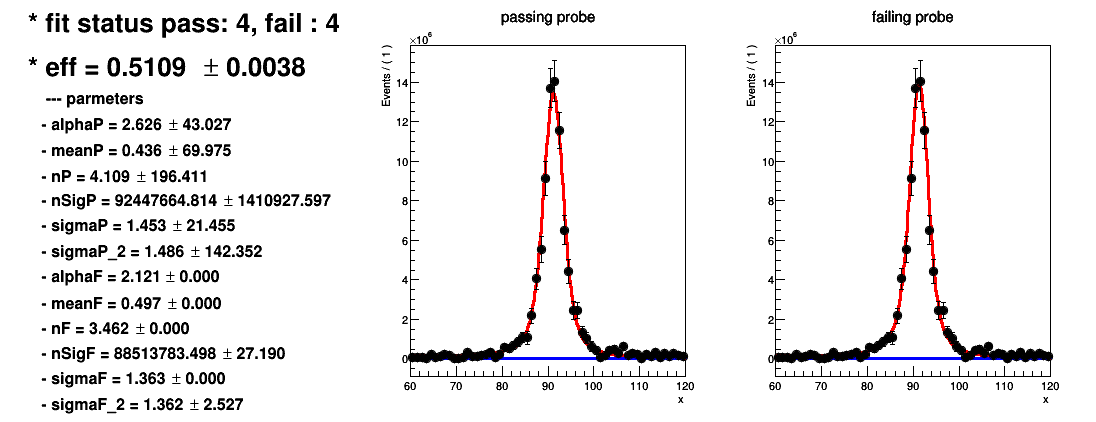 * fit status pass: 4, fail : 4
* eff = 0.5109 ± 0.0038
--- parmeters
- alphaP = 2.626 ± 43.027
- meanP = 0.436 ± 69.975
- nP = 4.109 ± 196.411
- nSigP = 92447664.814 ± 1410927.597
- sigmaP = 1.453 ± 21.455
- sigmaP_2 = 1.486 ± 142.352
- alphaF = 2.121 ± 0.000
- meanF = 0.497 ± 0.000
- nF = 3.462 ± 0.000
- nSigF = 88513783.498 ± 27.190
- sigmaF = 1.363 ± 0.000
- sigmaF_2 = 1.362 ± 2.527
passing probe
×10⁶
Events / ( 1 )
14
12
10
8
6
4
2
0
60 70 80 90 100 110 120
x
failing probe
×10⁶
Events / ( 1 )
14
12
10
8
6
4
2
0
60 70 80 90 100 110 120
x